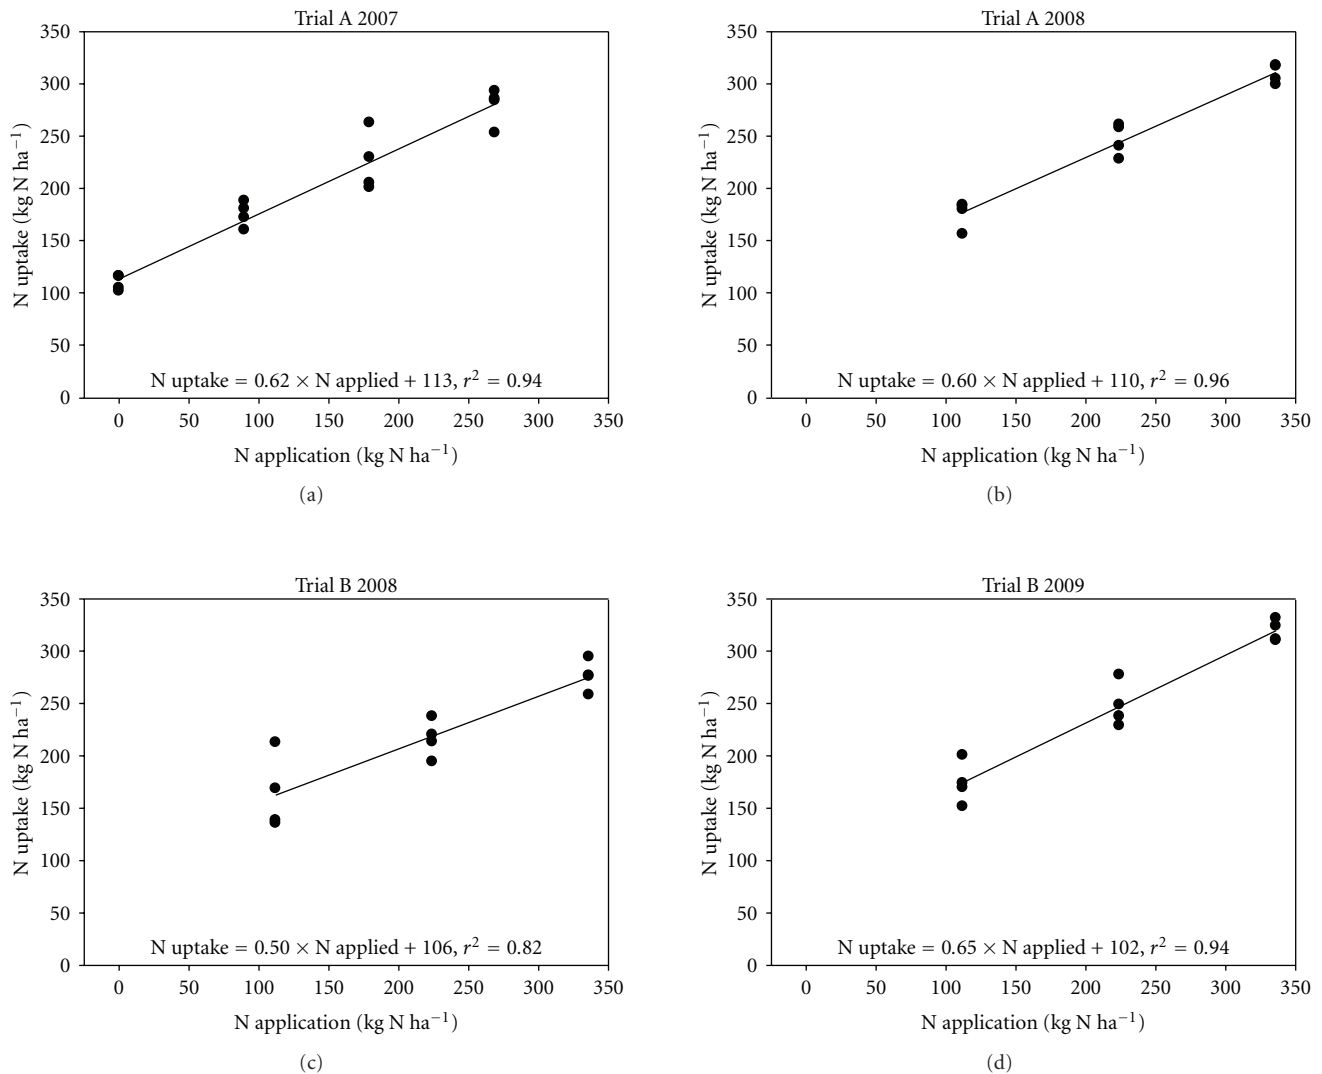 Trial A 2007
350
300
250
200
150
100
50
0
N uptake (kg N ha⁻¹)
N uptake = 0.62 × N applied + 113, r² = 0.94
0 50 100 150 200 250 300 350
N application (kg N ha⁻¹)
(a)
Trial A 2008
350
300
250
200
150
100
50
0
N uptake (kg N ha⁻¹)
N uptake = 0.60 × N applied + 110, r² = 0.96
0 50 100 150 200 250 300 350
N application (kg N ha⁻¹)
(b)
Trial B 2008
350
300
250
200
150
100
50
0
N uptake (kg N ha⁻¹)
N uptake = 0.50 × N applied + 106, r² = 0.82
0 50 100 150 200 250 300 350
N application (kg N ha⁻¹)
(c)
Trial B 2009
350
300
250
200
150
100
50
0
N uptake (kg N ha⁻¹)
N uptake = 0.65 × N applied + 102, r² = 0.94
0 50 100 150 200 250 300 350
N application (kg N ha⁻¹)
(d)